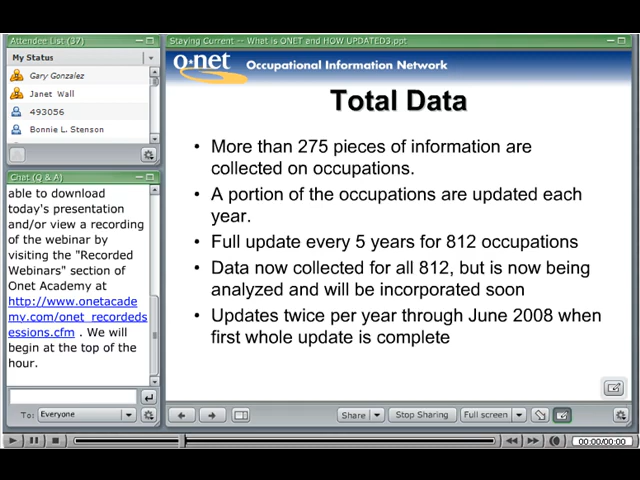 Attendee List (37)
My Status
Gary Gonzalez
Janet Wall
493056
Bonnie L. Stenson
Chat (Q & A)
able to download
today's presentation
and/or view a recording
of the webinar by
visiting the "Recorded
Webinars" section of
Onet Academy at
http://www.onetacade
my.com/onet_recordeds
essions.cfm . We will
begin at the top of the
hour.
To: Everyone
Staying Current -- What is ONET and HOW UPDATED3.ppt
o·net Occupational Information Network
Total Data
• More than 275 pieces of information are
collected on occupations.
• A portion of the occupations are updated each
year.
• Full update every 5 years for 812 occupations
• Data now collected for all 812, but is now being
analyzed and will be incorporated soon
• Updates twice per year through June 2008 when
first whole update is complete
Share Stop Sharing Full screen
00:00/00:00